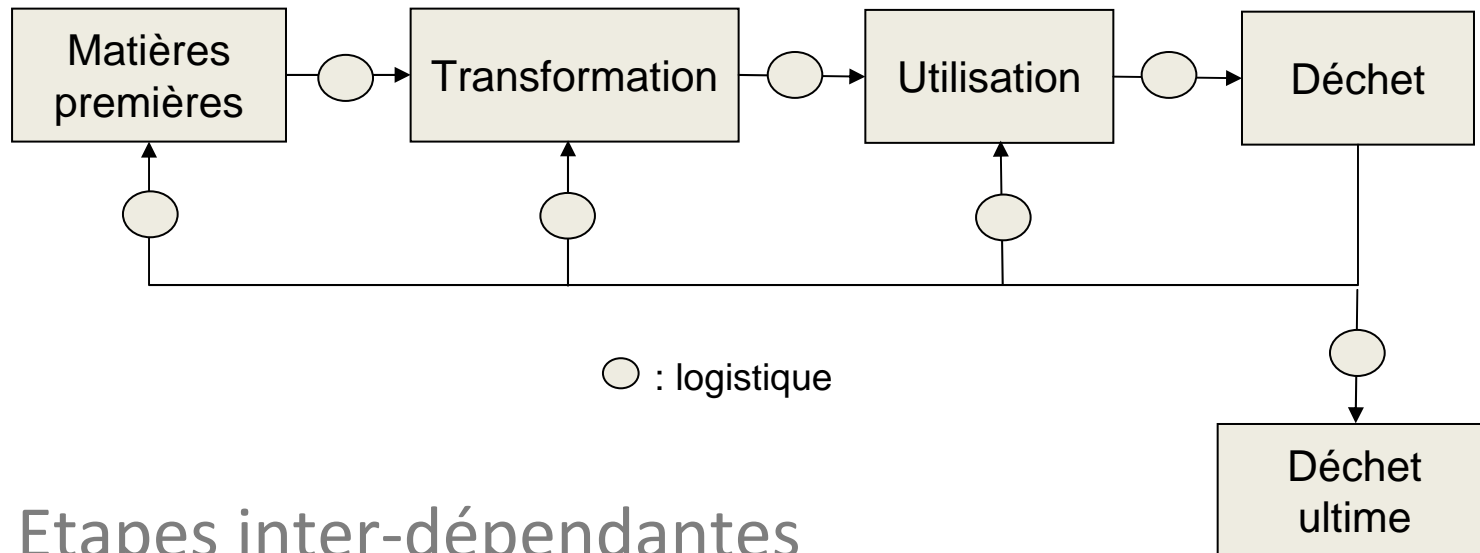 Matières
premières
Transformation
Utilisation
Déchet
: logistique
Déchet
ultime
Etapes inter-dépendantes